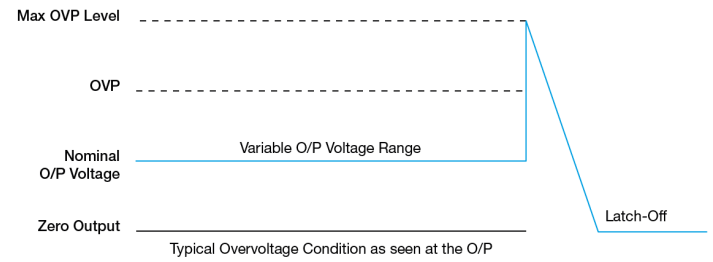 Max OVP Level
OVP
Variable O/P Voltage Range
Nominal
O/P Voltage
Latch-Off
Zero Output
Typical Overvoltage Condition as seen at the O/P